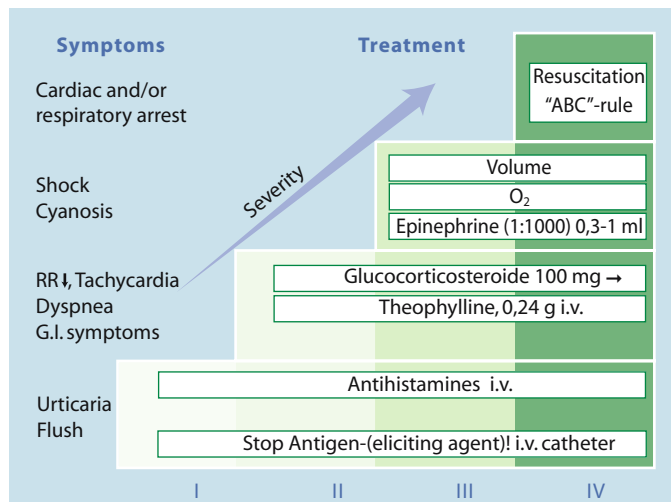 Symptoms
Treatment
Cardiac and/or
respiratory arrest
Resuscitation
"ABC"-rule
Severity
Shock
Cyanosis
Volume
O₂
Epinephrine (1:1000) 0,3-1 ml
RR⬇, Tachycardia
Dyspnea
G.I. symptoms
Glucocorticosteroide 100 mg →
Theophylline, 0,24 g i.v.
Urticaria
Flush
Antihistamines i.v.
Stop Antigen-(eliciting agent)! i.v. catheter
I II III IV